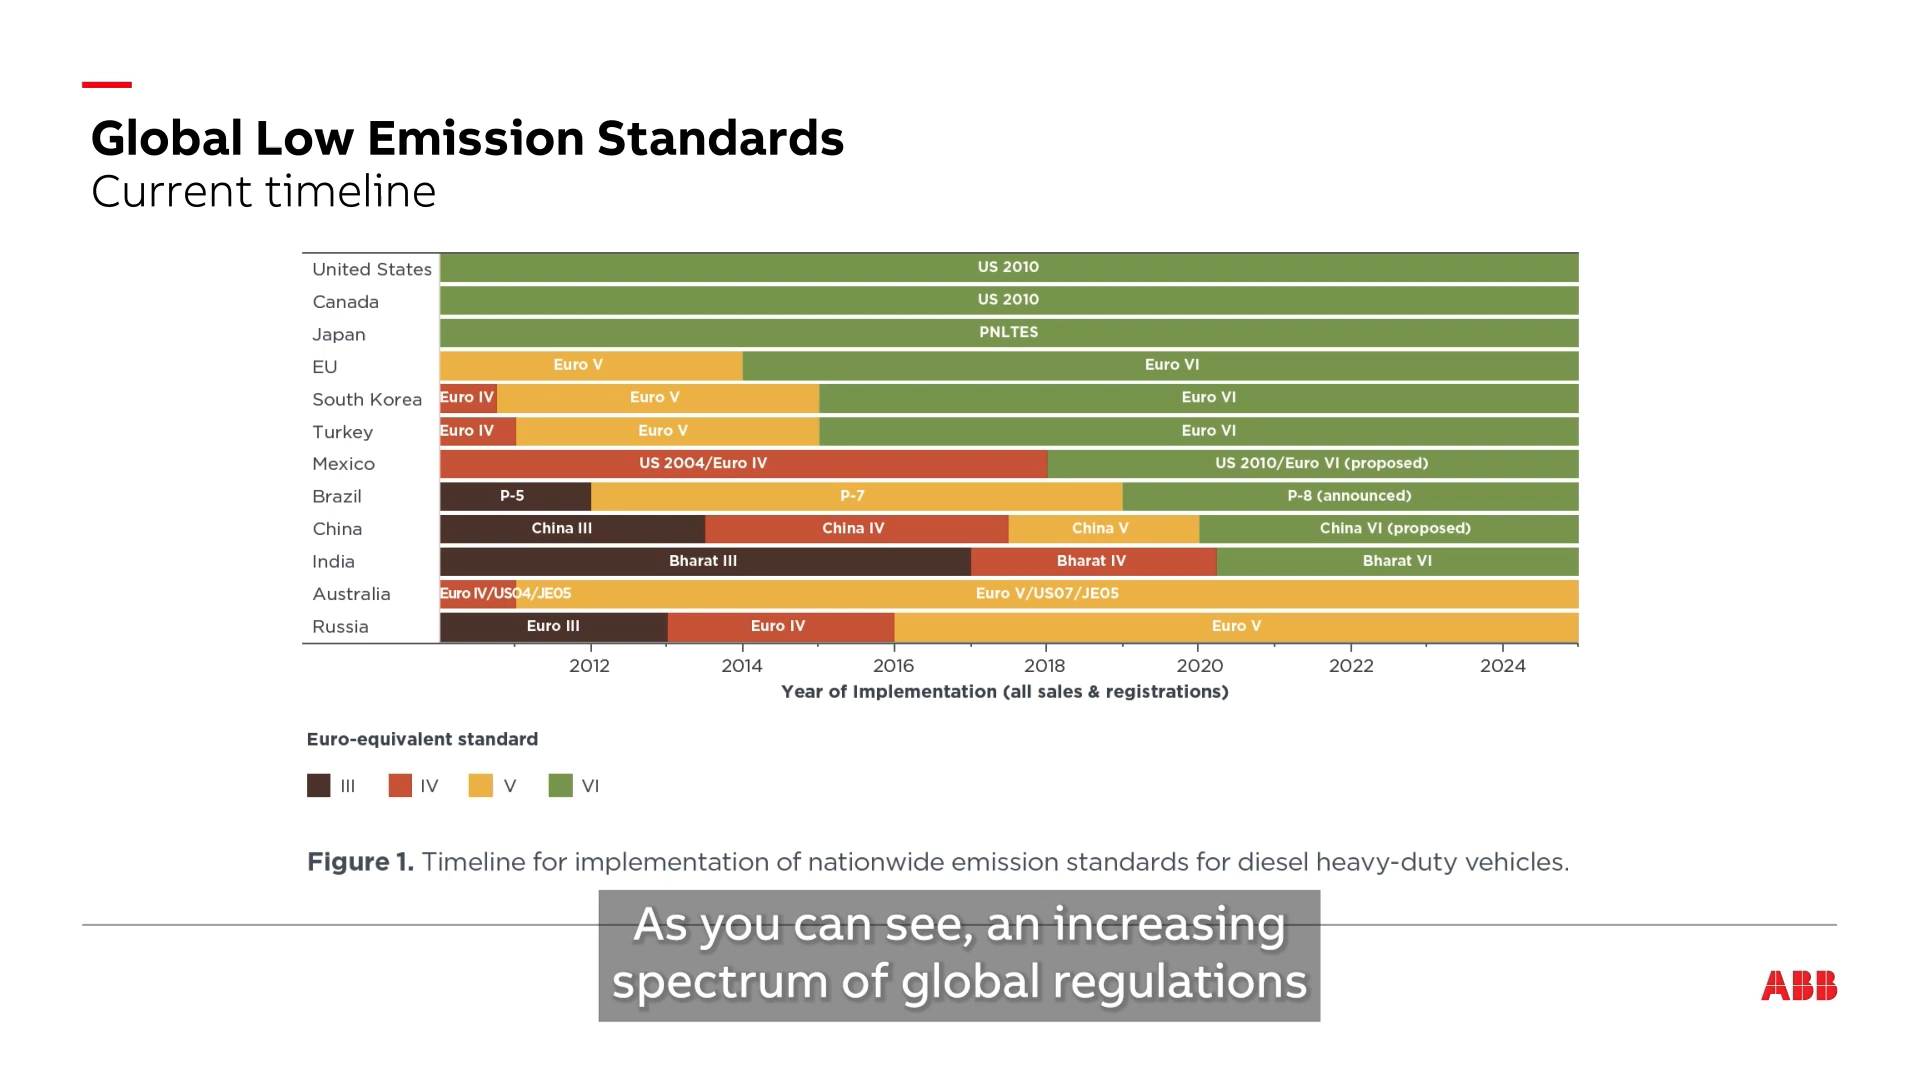 Global Low Emission Standards
Current timeline
United States US 2010
Canada US 2010
Japan PNLTES
EU Euro V Euro VI
South Korea Euro IV Euro V Euro VI
Turkey Euro IV Euro V Euro VI
Mexico US 2004/Euro IV US 2010/Euro VI (proposed)
Brazil P-5 P-7 P-8 (announced)
China China III China IV China V China VI (proposed)
India Bharat III Bharat IV Bharat VI
Australia Euro IV/US04/JE05 Euro V/US07/JE05
Russia Euro III Euro IV Euro V
2012 2014 2016 2018 2020 2022 2024
Year of Implementation (all sales & registrations)
Euro-equivalent standard
III IV V VI
Figure 1. Timeline for implementation of nationwide emission standards for diesel heavy-duty vehicles.
As you can see, an increasing
spectrum of global regulations
ABB